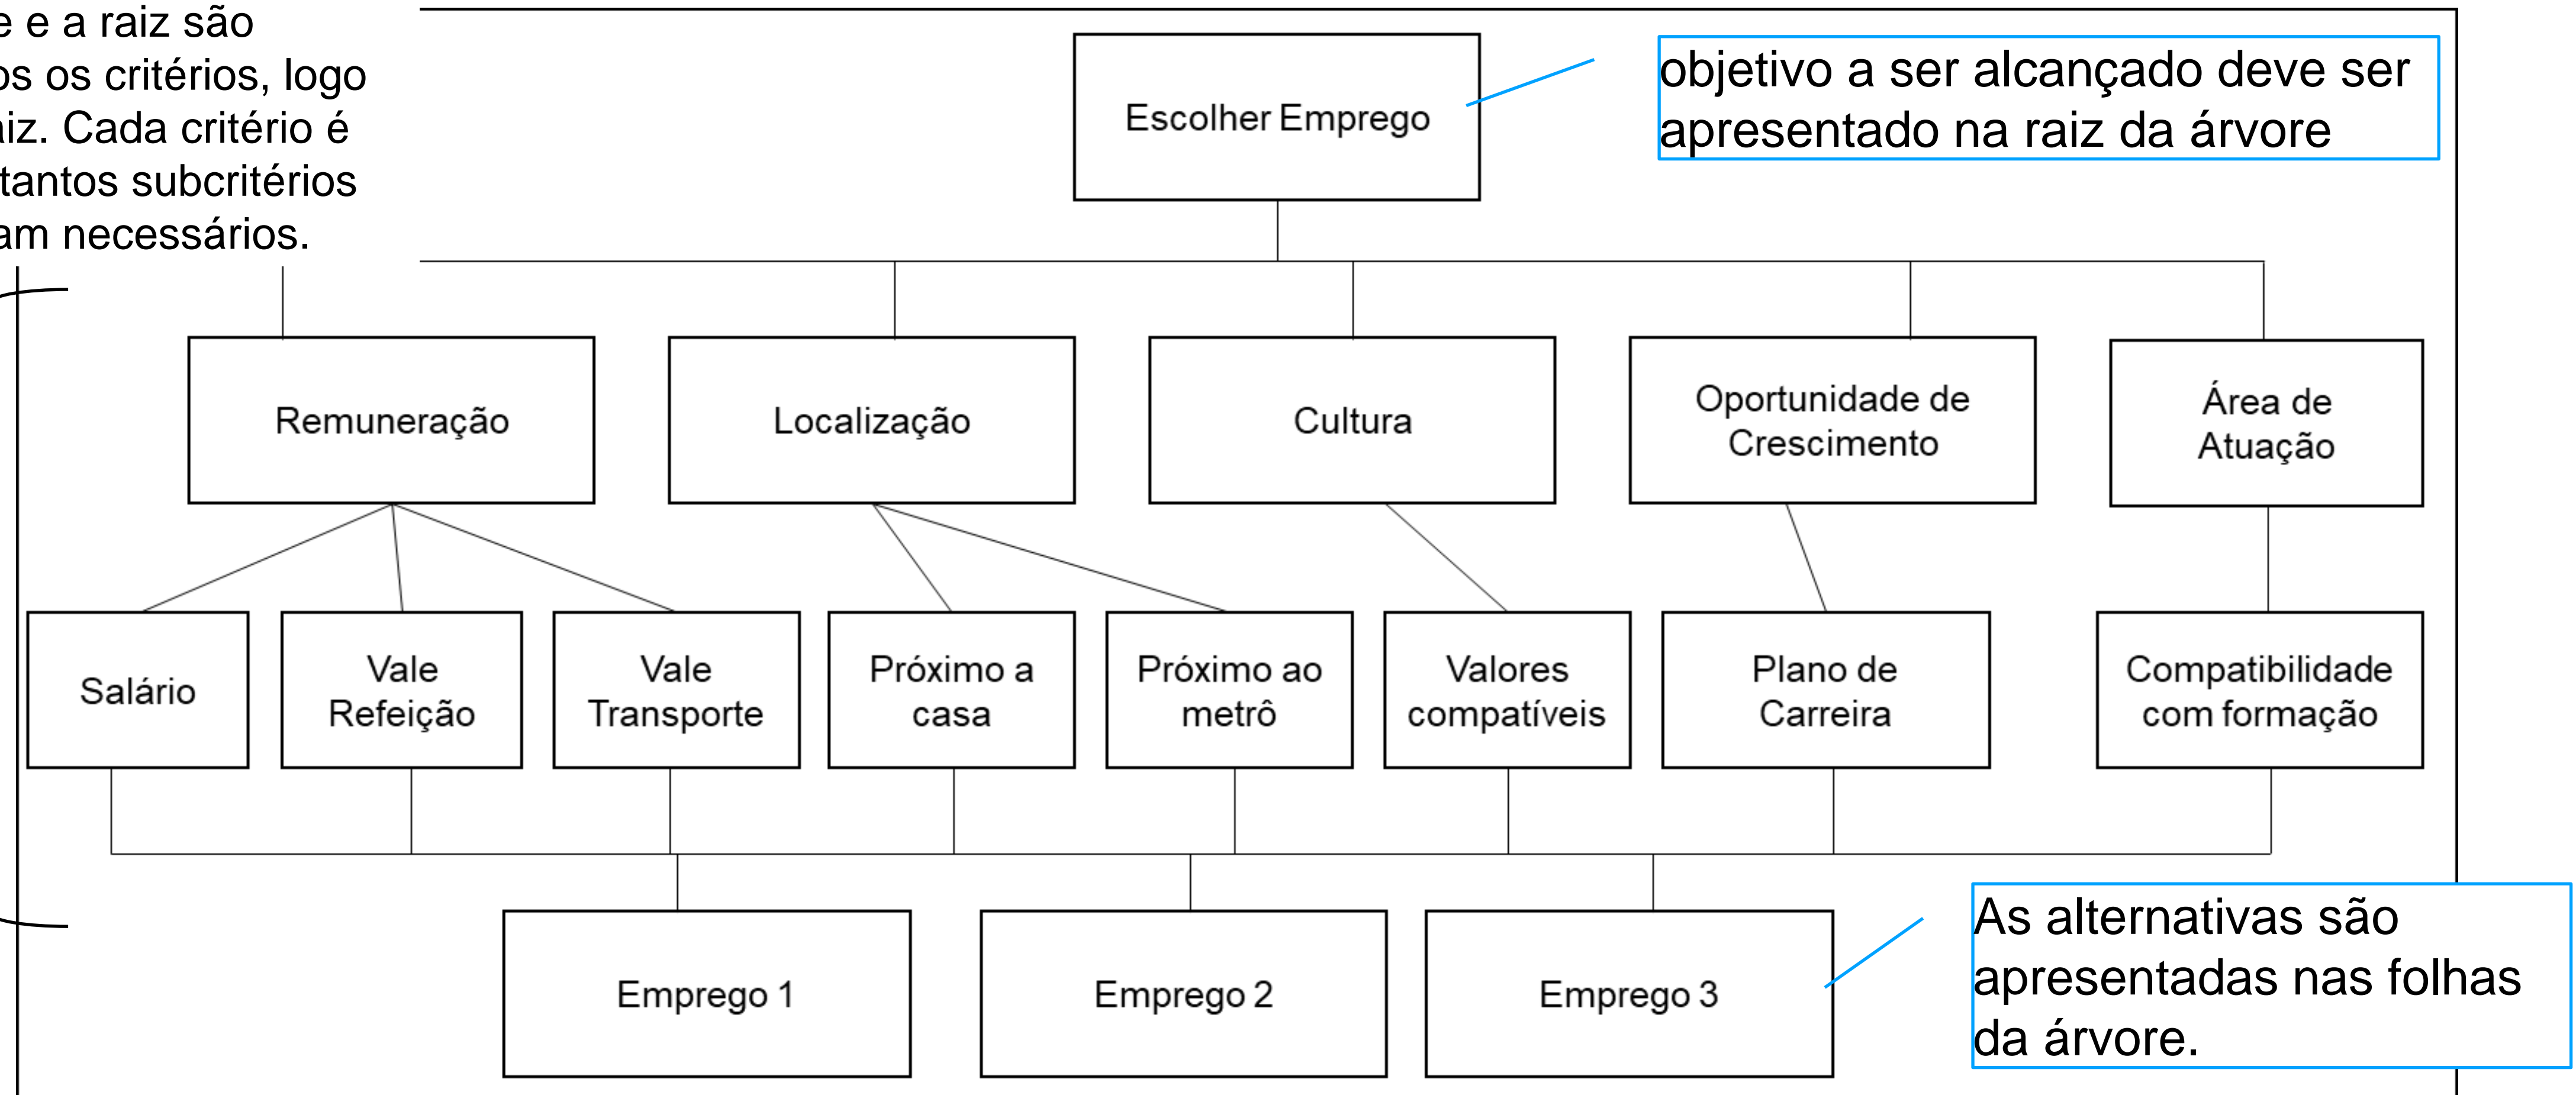 e e a raiz são
os os critérios, logo
aiz. Cada critério é
tantos subcritérios
am necessários.
Escolher Emprego
objetivo a ser alcançado deve ser
apresentado na raiz da árvore
Remuneração
Localização
Cultura
Oportunidade de
Crescimento
Área de
Atuação
Salário
Vale
Refeição
Vale
Transporte
Próximo a
casa
Próximo ao
metrô
Valores
compatíveis
Plano de
Carreira
Compatibilidade
com formação
Emprego 1
Emprego 2
Emprego 3
As alternativas são
apresentadas nas folhas
da árvore.